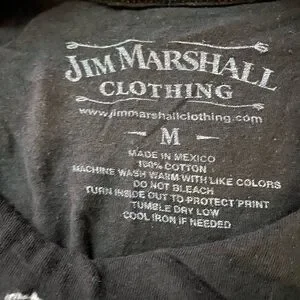 JIM MARSHALL
CLOTHING
www.jimmarshallclothing.com
M
MADE IN MEXICO
100% COTTON
MACHINE WASH WARM WITH LIKE COLORS
DO NOT BLEACH
TURN INSIDE OUT TO PROTECT PRINT
TUMBLE DRY LOW
COOL IRON IF NEEDED